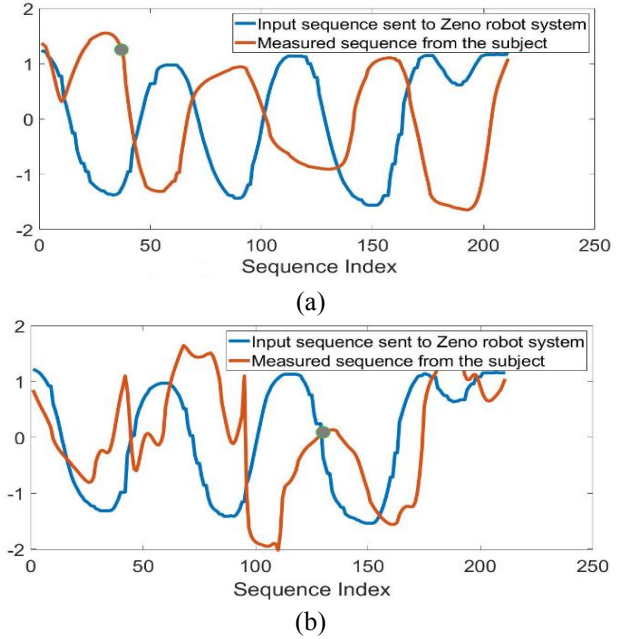 2
Input sequence sent to Zeno robot system
Measured sequence from the subject
1
0
-1
-2
0 50 100 150 200 250
Sequence Index
(a)
2
Input sequence sent to Zeno robot system
Measured sequence from the subject
1
0
-1
-2
0 50 100 150 200 250
Sequence Index
(b)